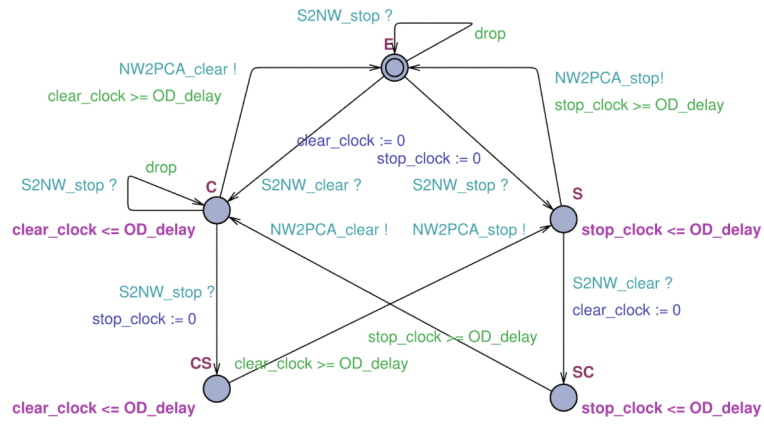 S2NW_stop ?
drop
E
NW2PCA_clear !
clear_clock >= OD_delay
NW2PCA_stop!
stop_clock >= OD_delay
clear_clock := 0
stop_clock := 0
drop
S2NW_stop ?
C
S2NW_clear ?
S2NW_stop ?
S
clear_clock <= OD_delay
NW2PCA_clear !
NW2PCA_stop !
stop_clock <= OD_delay
S2NW_stop ?
stop_clock := 0
S2NW_clear ?
clear_clock := 0
stop_clock >= OD_delay
CS
clear_clock >= OD_delay
SC
clear_clock <= OD_delay
stop_clock <= OD_delay